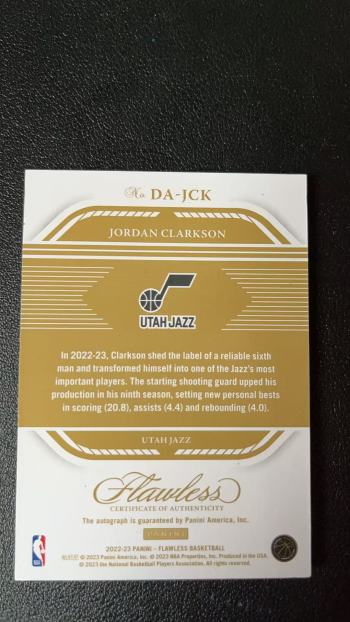 No. DA-JCK
JORDAN CLARKSON
UTAH JAZZ
In 2022-23, Clarkson shed the label of a reliable sixth
man and transformed himself into one of the Jazz's most
important players. The starting shooting guard upped his
production in his ninth season, setting new personal bests
in scoring (20.8), assists (4.4) and rebounding (4.0).
UTAH JAZZ
Flawless
CERTIFICATE OF AUTHENTICITY
The autograph is guaranteed by Panini America, Inc.
PANINI
2022-23 PANINI - FLAWLESS BASKETBALL
© 2023 Panini America, Inc. © 2023 NBA Properties, Inc. Produced in the USA.
© 2023 the National Basketball Players Association. All rights reserved.
NBA